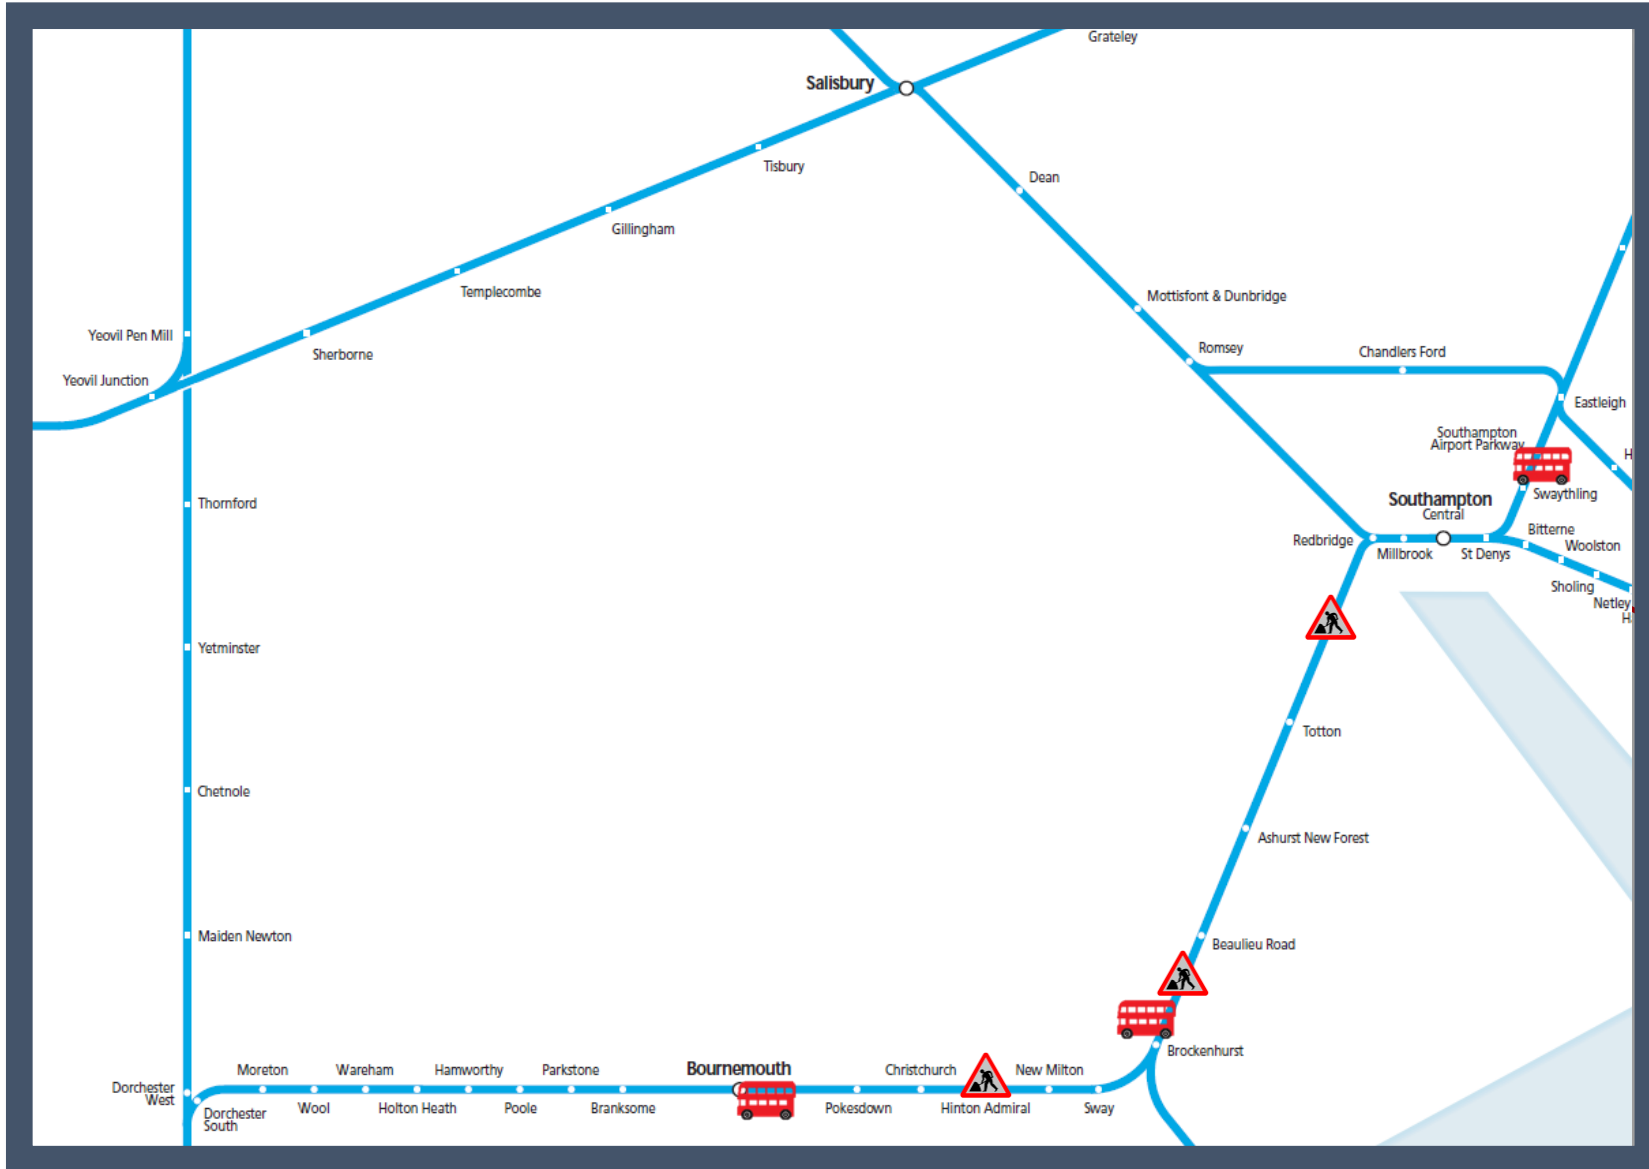 Grateley
Salisbury
Tisbury
Dean
Gillingham
Templecombe
Mottisfont & Dunbridge
Yeovil Pen Mill
Sherborne
Romsey
Chandlers Ford
Yeovil Junction
Eastleigh
Southampton
Airport Parkway
H
Swaythling
Southampton
Central
Thornford
Bitterne
Redbridge
Millbrook
St Denys
Woolston
Sholing
Netley
H
Yetminster
Totton
Chetnole
Ashurst New Forest
Maiden Newton
Beaulieu Road
Brockenhurst
Moreton
Wareham
Hamworthy
Parkstone
Bournemouth
Christchurch
New Milton
Dorchester
West
Wool
Holton Heath
Poole
Branksome
Pokesdown
Hinton Admiral
Sway
Dorchester
South